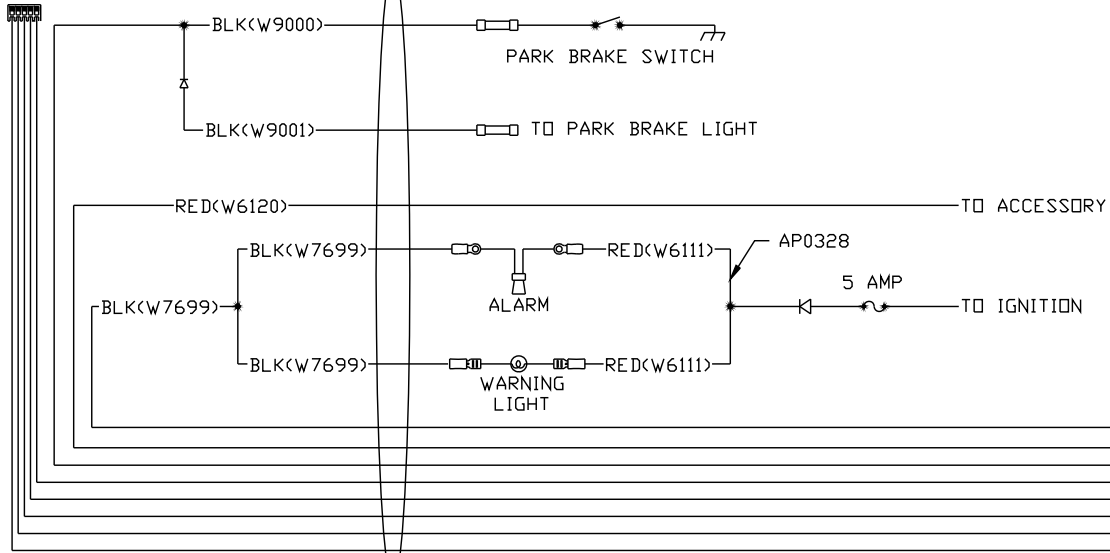 BLK(W9000)
PARK BRAKE SWITCH
BLK(W9001)
TO PARK BRAKE LIGHT
RED(W6120)
TO ACCESSORY
BLK(W7699)
RED(W6111)
AP0328
5 AMP
ALARM
BLK(W7699)
TO IGNITION
BLK(W7699)
RED(W6111)
WARNING
LIGHT